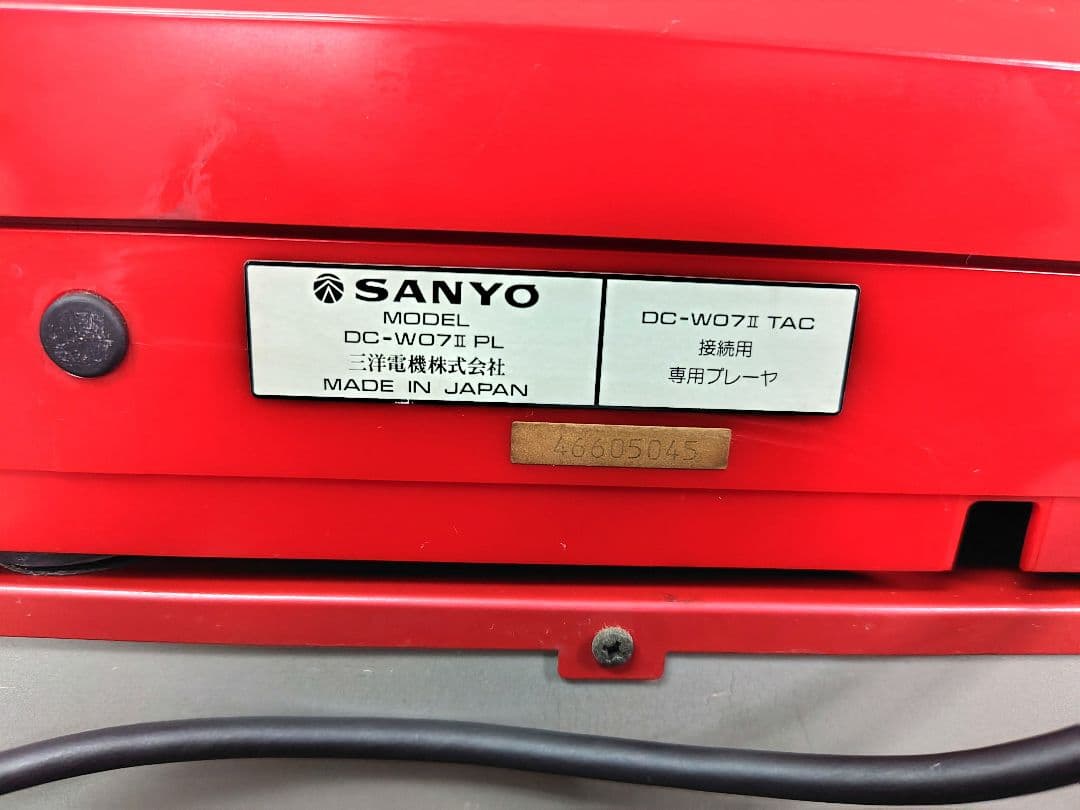 SANYO
MODEL
DC-W07Ⅱ PL
三洋電機株式会社
MADE IN JAPAN
DC-W07Ⅱ TAC
接続用
専用プレーヤ
46605045